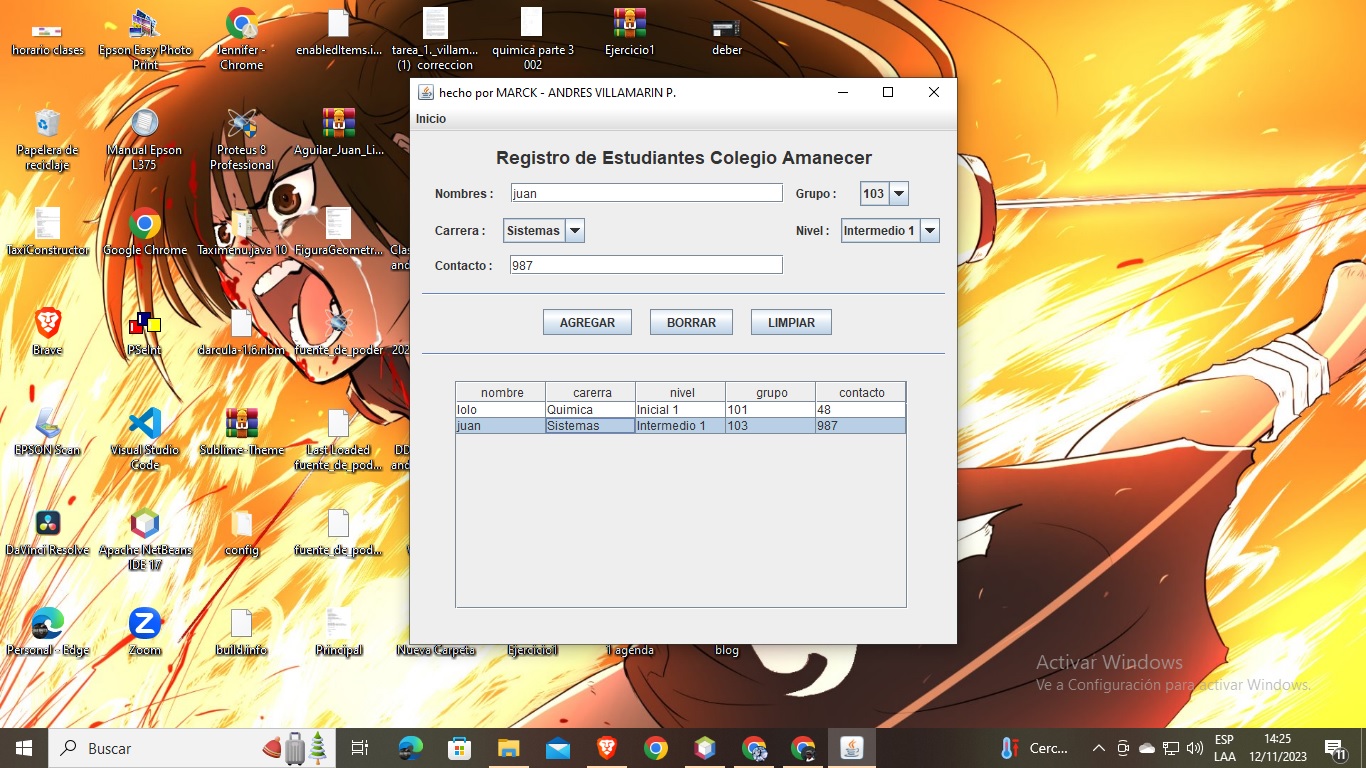 horario clases
Epson Easy Photo
Print
Jennifer -
Chrome
enabledItems.i...
tarea_1._villam...
(1) correccion
quimica parte 3
002
Ejercicio1
deber
Papelera de
reciclaje
Manual Epson
L375
Proteus 8
Professional
Aguilar_Juan_Li...
TaxiConstructor
Google Chrome
Taximenu.java 10
FiguraGeometr...
Brave
PSeInt
darcula-1.6.nbm
fuente_de_poder
EPSON Scan
Visual Studio
Code
Sublime-Theme
Last Loaded
fuente_de_pod...
DaVinci Resolve
Apache NetBeans
IDE 17
config
fuente_de_pod...
Personal - Edge
Zoom
build.info
Principal
Nueva Carpeta
Ejercicio1
1 agenda
blog
hecho por MARCK - ANDRES VILLAMARIN P.
Inicio
Registro de Estudiantes Colegio Amanecer
Nombres : juan Grupo : 103
Carrera : Sistemas Nivel : Intermedio 1
Contacto : 987
AGREGAR BORRAR LIMPIAR
nombre carerra nivel grupo contacto
lolo Quimica Inicial 1 101 48
juan Sistemas Intermedio 1 103 987
Activar Windows
Ve a Configuración para activar Windows.
Buscar
Cerc...
ESP
LAA
14:25
12/11/2023
11